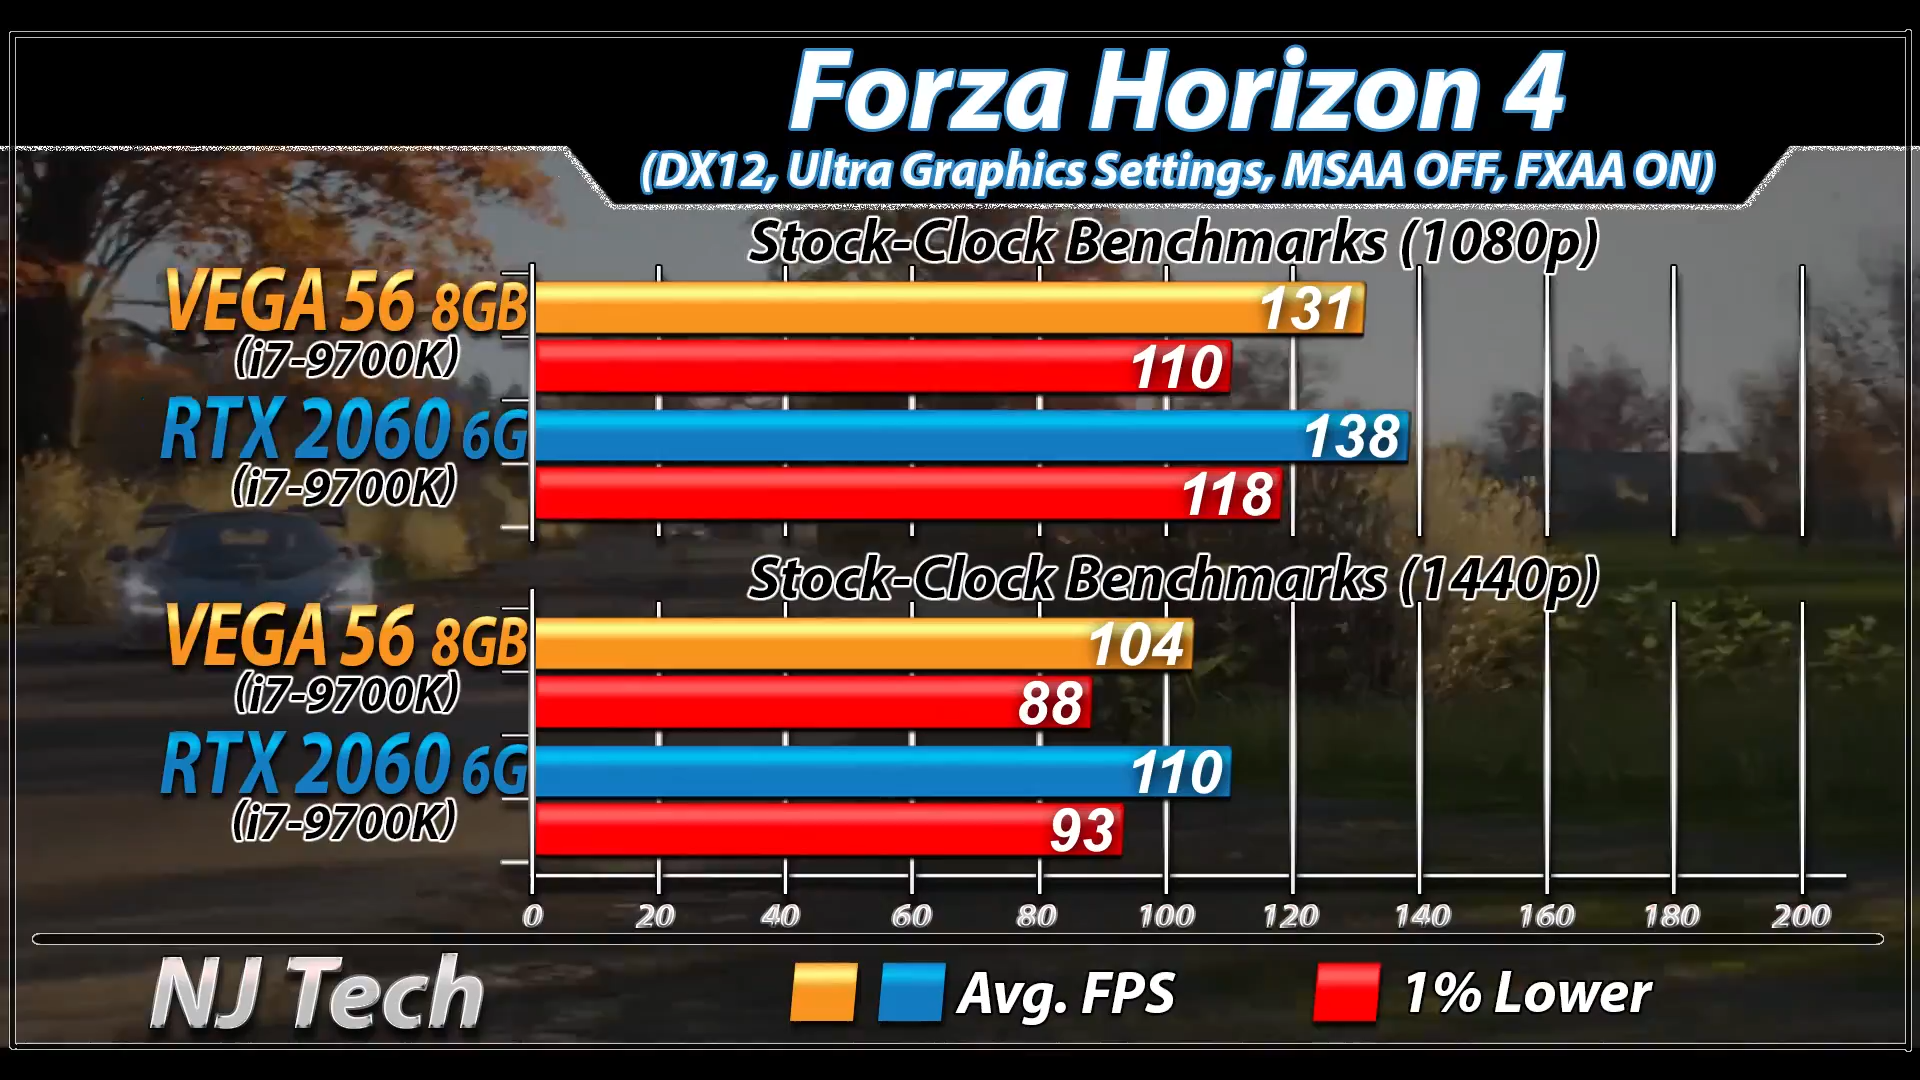 Forza Horizon 4
(DX12, Ultra Graphics Settings, MSAA OFF, FXAA ON)
Stock-Clock Benchmarks (1080p)
VEGA 56 8GB 131
(i7-9700K) 110
RTX 2060 6G 138
(i7-9700K) 118
Stock-Clock Benchmarks (1440p)
VEGA 56 8GB 104
(i7-9700K) 88
RTX 2060 6G 110
(i7-9700K) 93
0 20 40 60 80 100 120 140 160 180 200
NJ Tech Avg. FPS 1% Lower